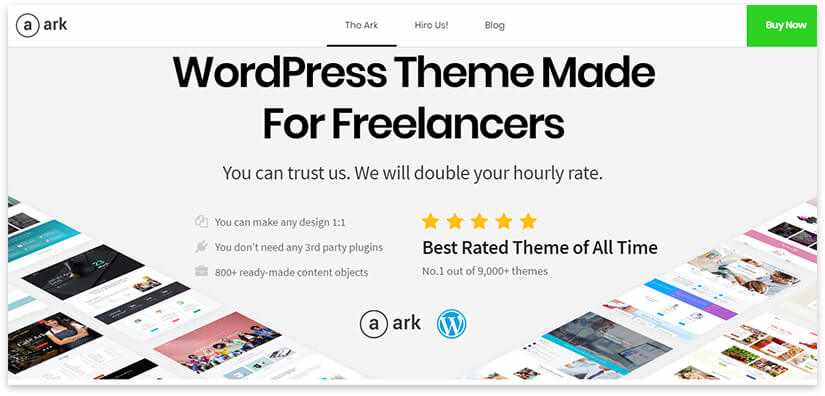 a ark
The Ark Hire Us! Blog
Buy Now
WordPress Theme Made
For Freelancers
You can trust us. We will double your hourly rate.
You can make any design 1:1
You don't need any 3rd party plugins
800+ ready-made content objects
Best Rated Theme of All Time
No.1 out of 9,000+ themes
a ark
W